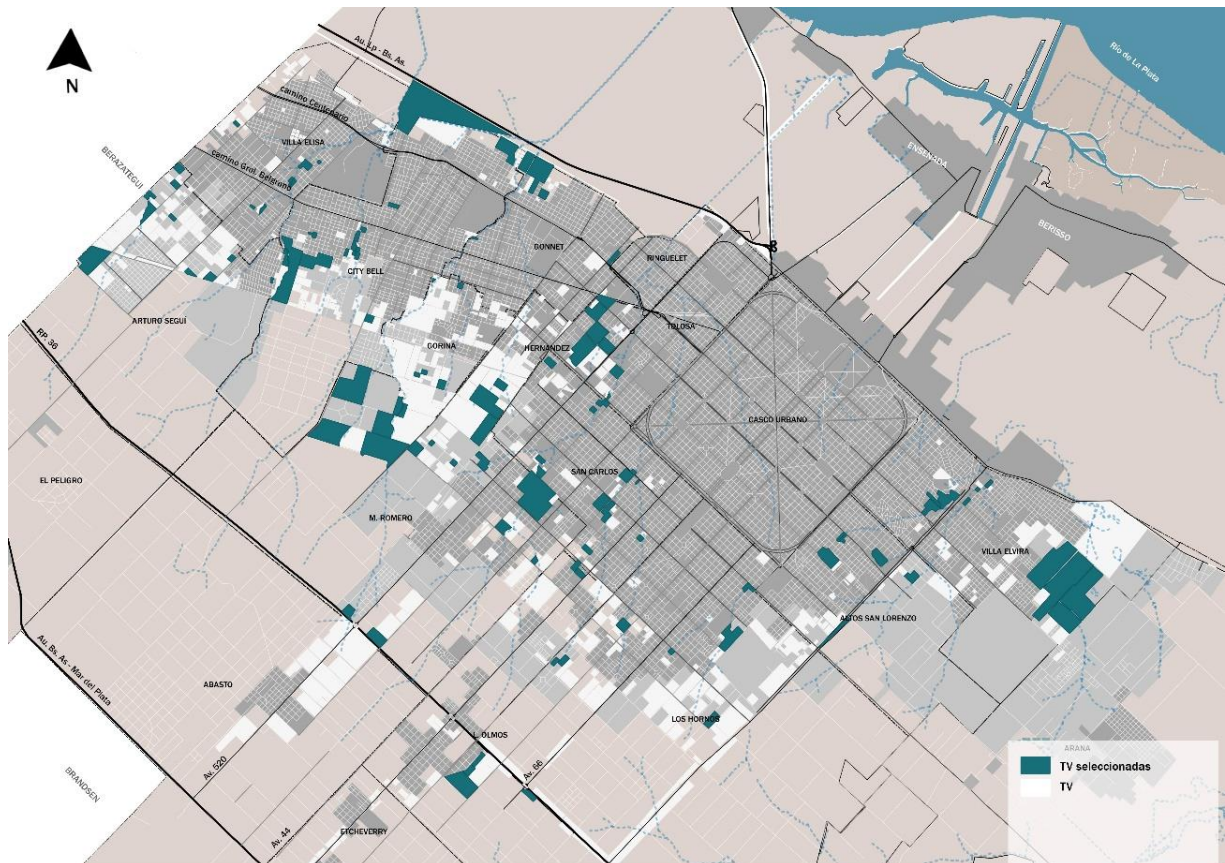 N
Au. Lp - Bs. As.
Rio de La Plata
camino Centenario
VILLA ELISA
BERAZATEGUI
camino Gral. Belgrano
ENSENADA
BERISSO
GONNET
RINGUELET
CITY BELL
ARTURO SEGUÍ
TOLOSA
RP. 36
GORINA
HERNÁNDEZ
CASCO URBANO
SAN CARLOS
EL PELIGRO
M. ROMERO
VILLA ELVIRA
ALTOS SAN LORENZO
Au. Bs. As - Mar del Plata
ABASTO
LOS HORNOS
L. OLMOS
ARANA
Av. 520
Av. 66
BRANDSEN
TV seleccionadas
TV
Av. 44
ETCHEVERRY